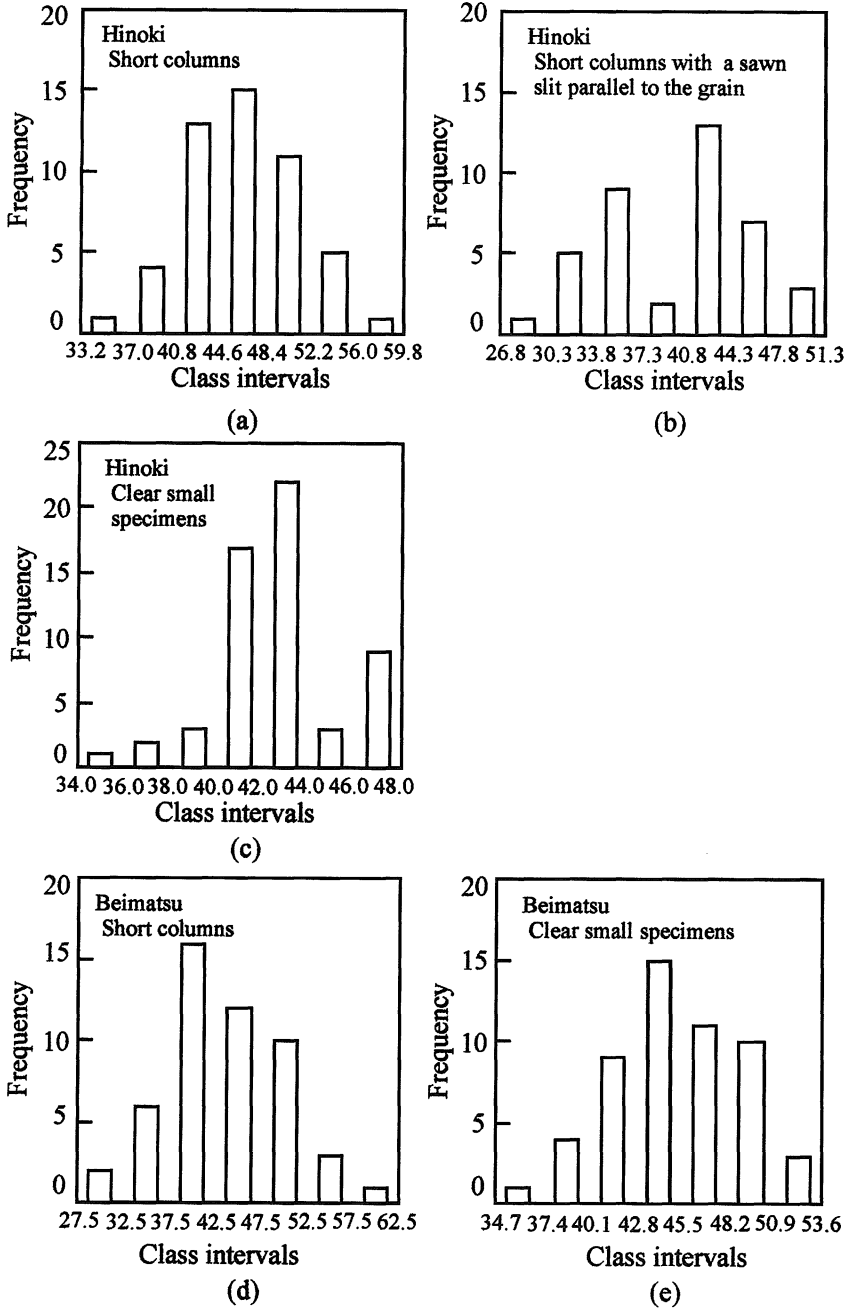 20
15
10
5
0
Frequency
Hinoki
Short columns
33.2 37.0 40.8 44.6 48.4 52.2 56.0 59.8
Class intervals
(a)
20
15
10
5
0
Frequency
Hinoki
Short columns with a sawn
slit parallel to the grain
26.8 30.3 33.8 37.3 40.8 44.3 47.8 51.3
Class intervals
(b)
25
20
15
10
5
0
Frequency
Hinoki
Clear small
specimens
34.0 36.0 38.0 40.0 42.0 44.0 46.0 48.0
Class intervals
(c)
20
15
10
5
0
Frequency
Beimatsu
Short columns
27.5 32.5 37.5 42.5 47.5 52.5 57.5 62.5
Class intervals
(d)
20
15
10
5
0
Frequency
Beimatsu
Clear small specimens
34.7 37.4 40.1 42.8 45.5 48.2 50.9 53.6
Class intervals
(e)